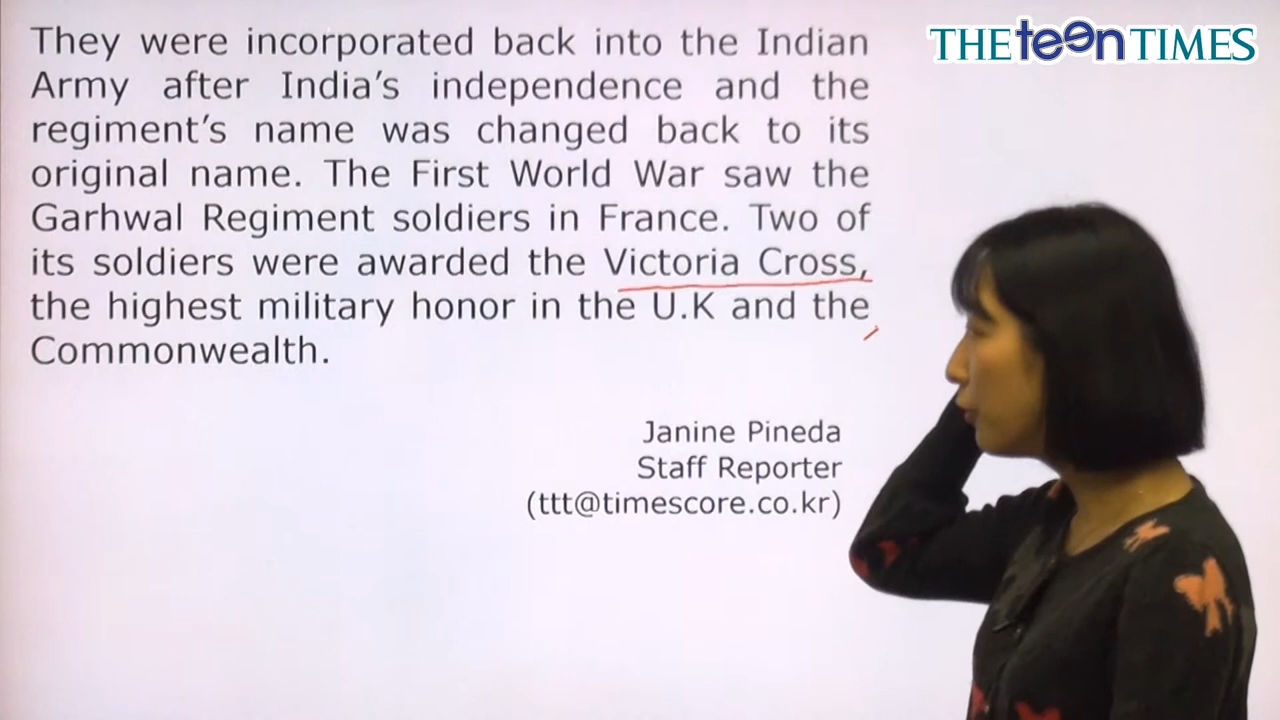 They were incorporated back into the Indian
Army after India's independence and the
regiment's name was changed back to its
original name. The First World War saw the
Garhwal Regiment soldiers in France. Two of
its soldiers were awarded the Victoria Cross,
the highest military honor in the U.K and the
Commonwealth.
Janine Pineda
Staff Reporter
(ttt@timescore.co.kr)
THE teen TIMES